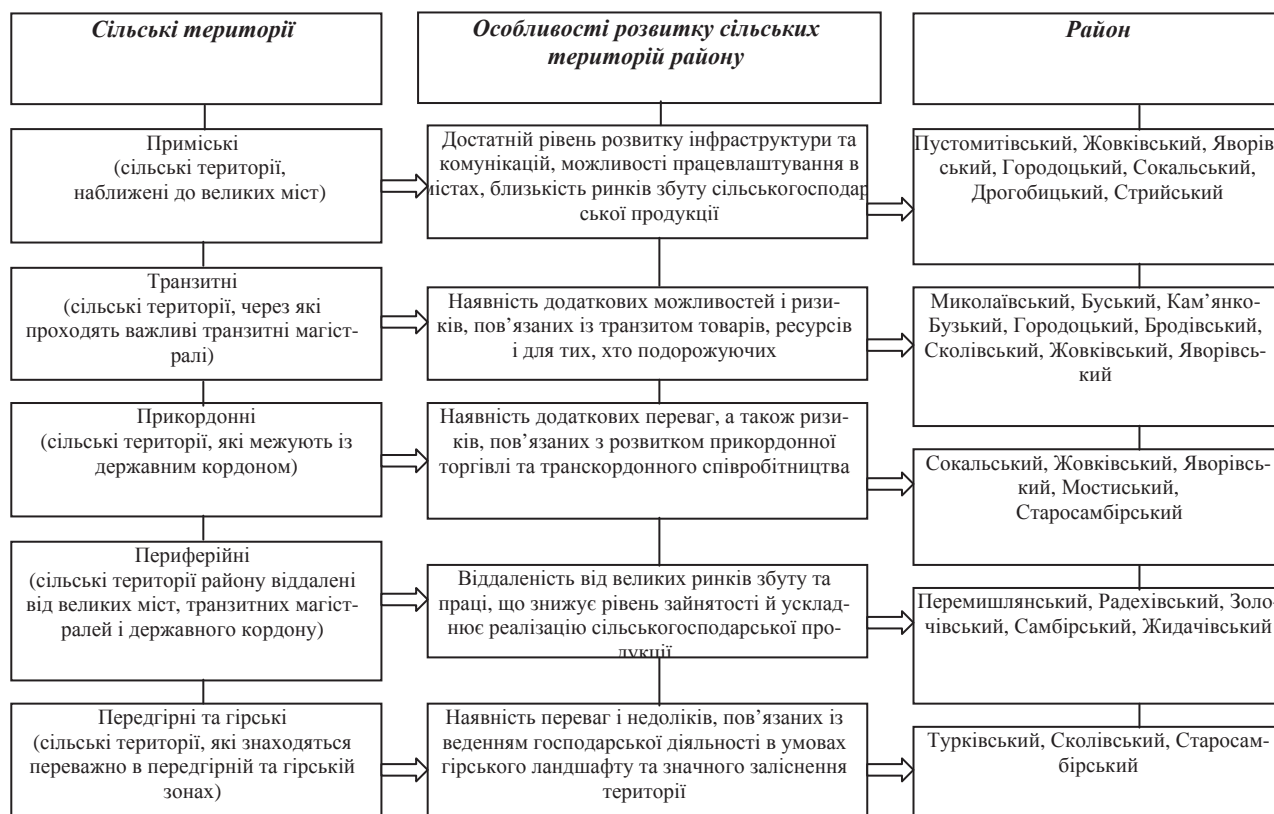 Сільські території
Особливості розвитку сільських
територій району
Район
Приміські
(сільські території,
наближені до великих міст)
Достатній рівень розвитку інфраструктури та
комунікацій, можливості працевлаштування в
містах, близькість ринків збуту сільськогосподар
ської продукції
Пустомитівський, Жовківський, Яворів
ський, Городоцький, Сокальський,
Дрогобицький, Стрийський
Транзитні
(сільські території, через які
проходять важливі транзитні магіст-
ралі)
Наявність додаткових можливостей і ризи-
ків, пов’язаних із транзитом товарів, ресурсів
і для тих, хто подорожуючих
Миколаївський, Буський, Кам’янко-
Бузький, Городоцький, Бродівський,
Сколівський, Жовківський, Яворівсь-
кий
Прикордонні
(сільські території, які межують із
державним кордоном)
Наявність додаткових переваг, а також ризи-
ків, пов’язаних з розвитком прикордонної
торгівлі та транскордонного співробітництва
Сокальський, Жовківський, Яворівсь-
кий, Мостиський,
Старосамбірський
Периферійні
(сільські території району віддалені
від великих міст, транзитних магіст-
ралей і державного кордону)
Віддаленість від великих ринків збуту та
праці, що знижує рівень зайнятості й усклад-
нює реалізацію сільськогосподарської про-
дукції
Перемишлянський, Радехівський, Золо-
чівський, Самбірський, Жидачівський
Передгірні та гірські
(сільські території, які знаходяться
переважно в передгірній та гірській
зонах)
Наявність переваг і недоліків, пов’язаних із
веденням господарської діяльності в умовах
гірського ландшафту та значного заліснення
території
Турківський, Сколівський, Старосам-
бірський